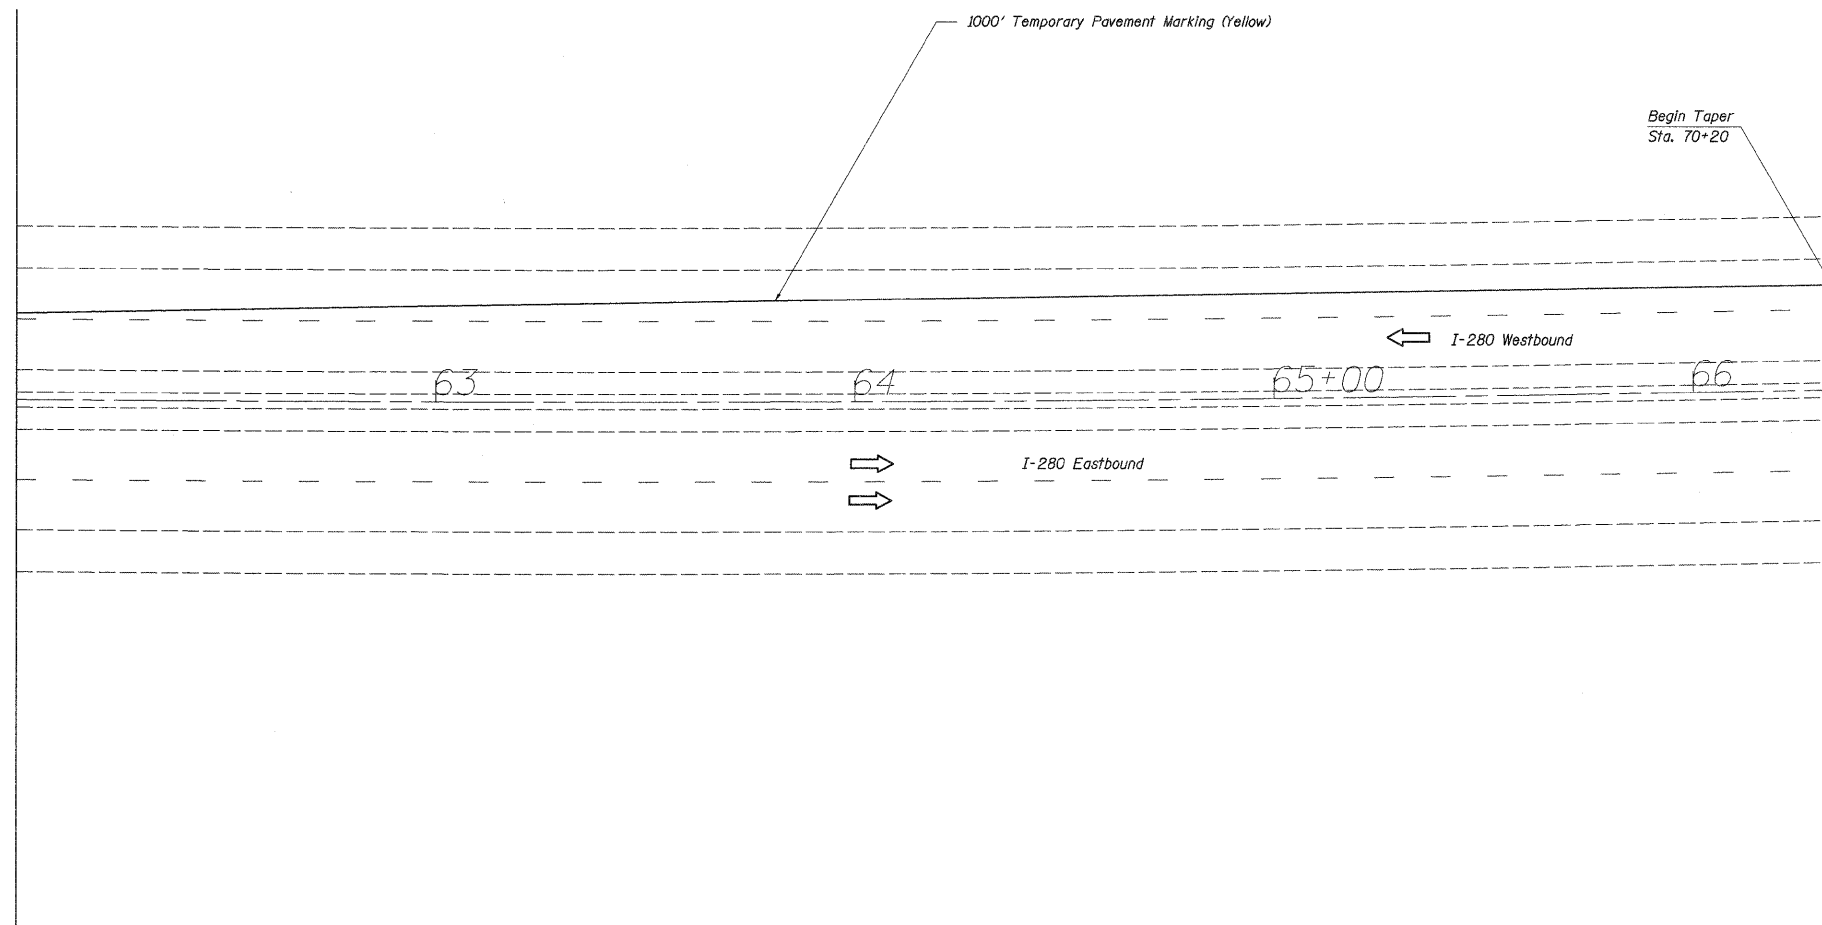 1000' Temporary Pavement Marking (Yellow)
Begin Taper
Sta. 70+20
I-280 Westbound
63
64
65+00
66
I-280 Eastbound